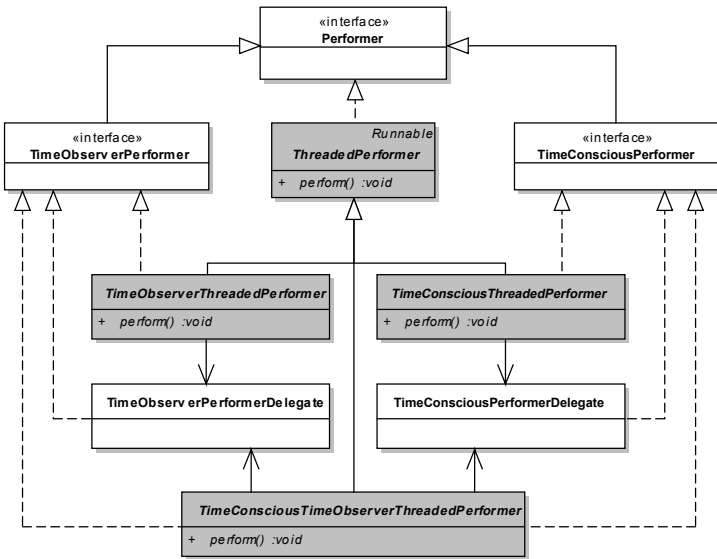 «interface»
Performer
«interface»
TimeObserverPerformer
Runnable
ThreadedPerformer
+ perform() :void
«interface»
TimeConsciousPerformer
TimeObserverThreadedPerformer
+ perform() :void
TimeConsciousThreadedPerformer
+ perform() :void
TimeObserverPerformerDelegate
TimeConsciousPerformerDelegate
TimeConsciousTimeObserverThreadedPerformer
+ perform() :void